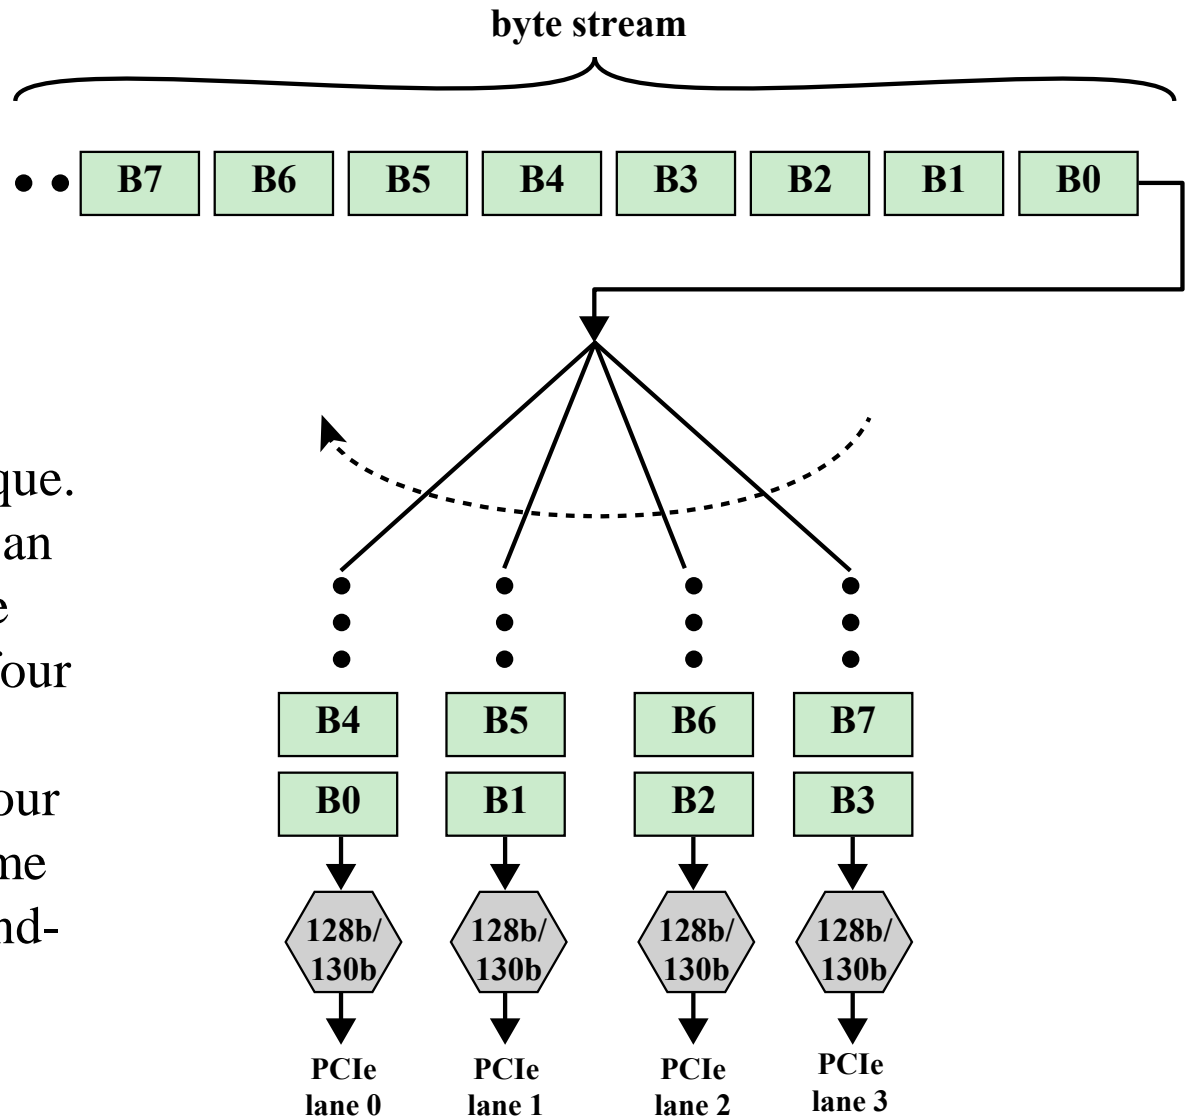 byte stream
B7 B6 B5 B4 B3 B2 B1 B0
que.
an
e
four
our
me
nd-
B4 B5 B6 B7
B0 B1 B2 B3
128b/ 128b/ 128b/ 128b/
130b 130b 130b 130b
PCIe PCIe PCIe PCIe
lane 0 lane 1 lane 2 lane 3